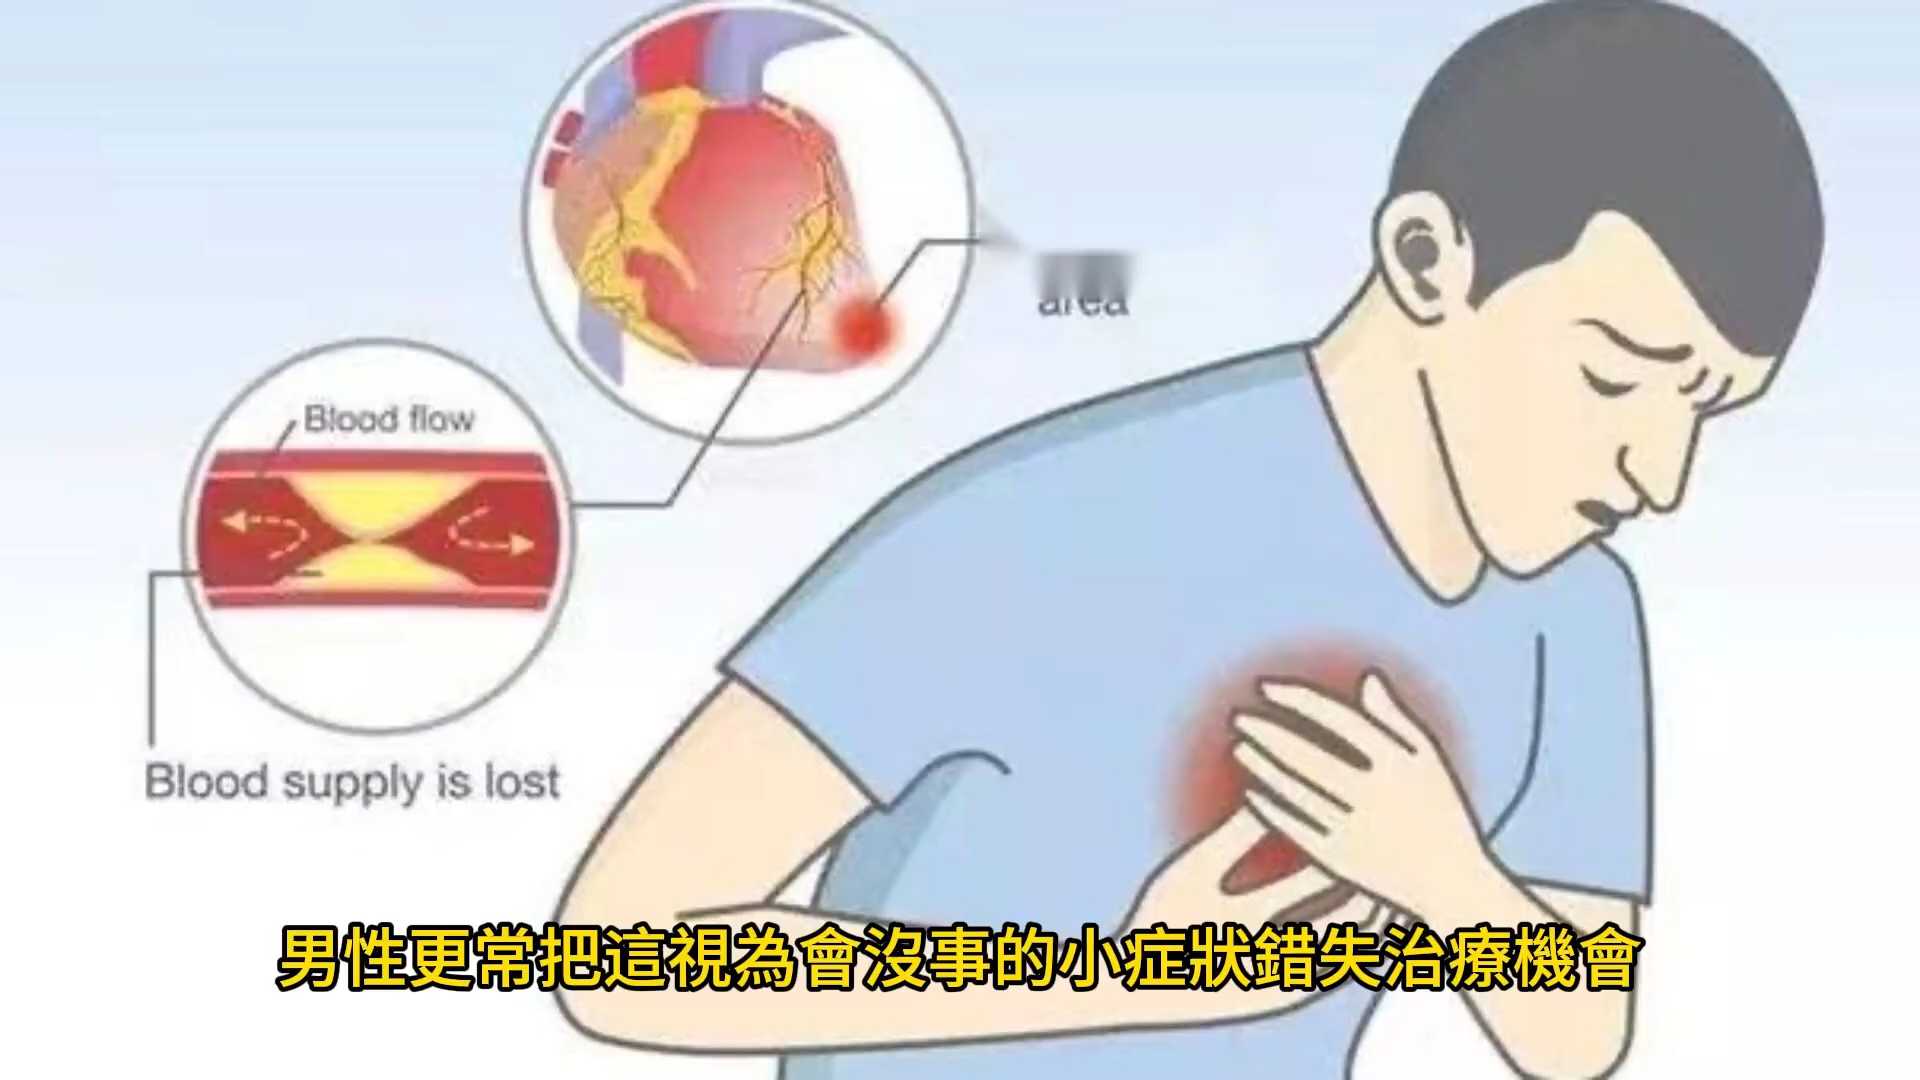 area
Blood flow
Blood supply is lost
男性更常把這視為會沒事的小症狀錯失治療機會